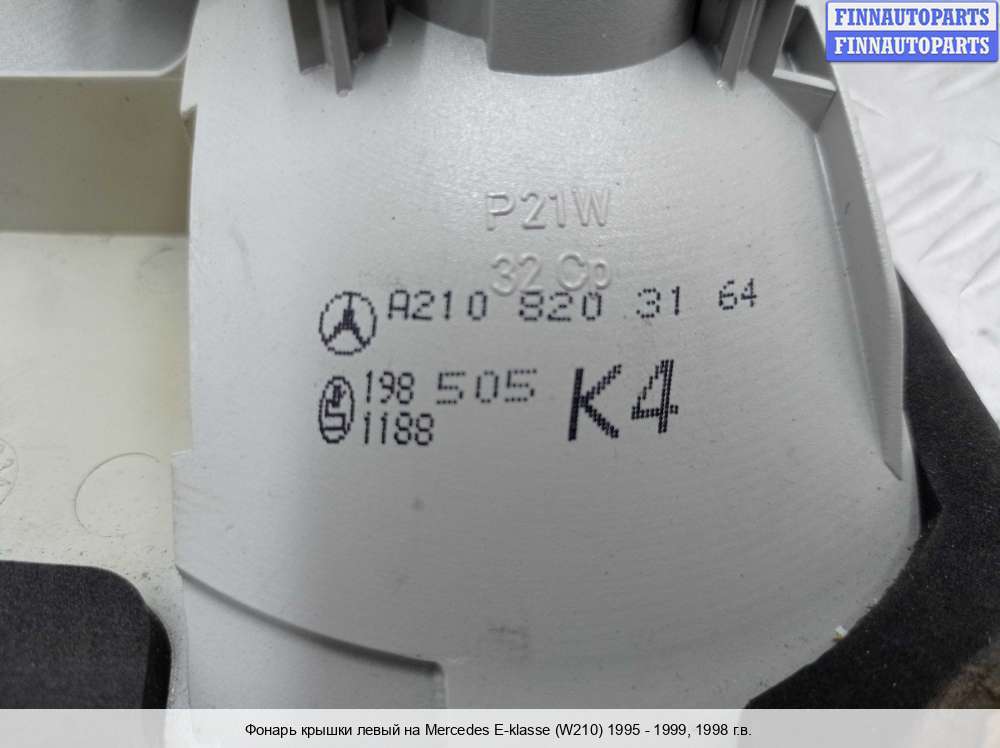 FINNAUTOPARTS
FINNAUTOPARTS
P21W
32 Cp
A210 820 31 64
198 505 K4
1188
Фонарь крышки левый на Mercedes E-klasse (W210) 1995 - 1999, 1998 г.в.